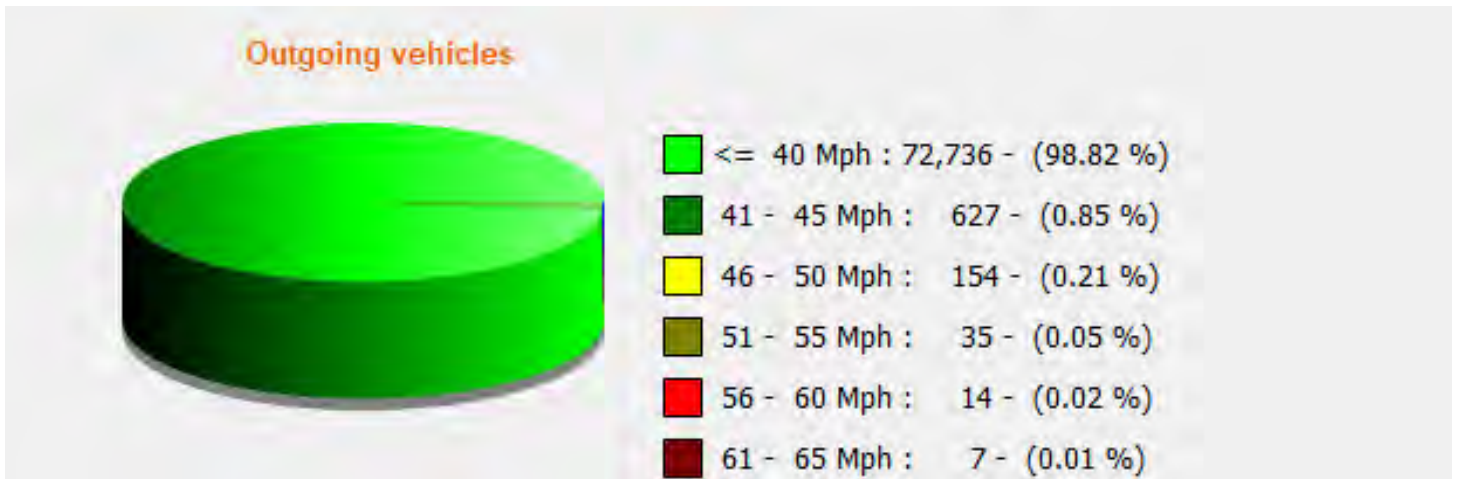 Outgoing vehicles
<= 40 Mph : 72,736 - (98.82 %)
41 - 45 Mph : 627 - (0.85 %)
46 - 50 Mph : 154 - (0.21 %)
51 - 55 Mph : 35 - (0.05 %)
56 - 60 Mph : 14 - (0.02 %)
61 - 65 Mph : 7 - (0.01 %)